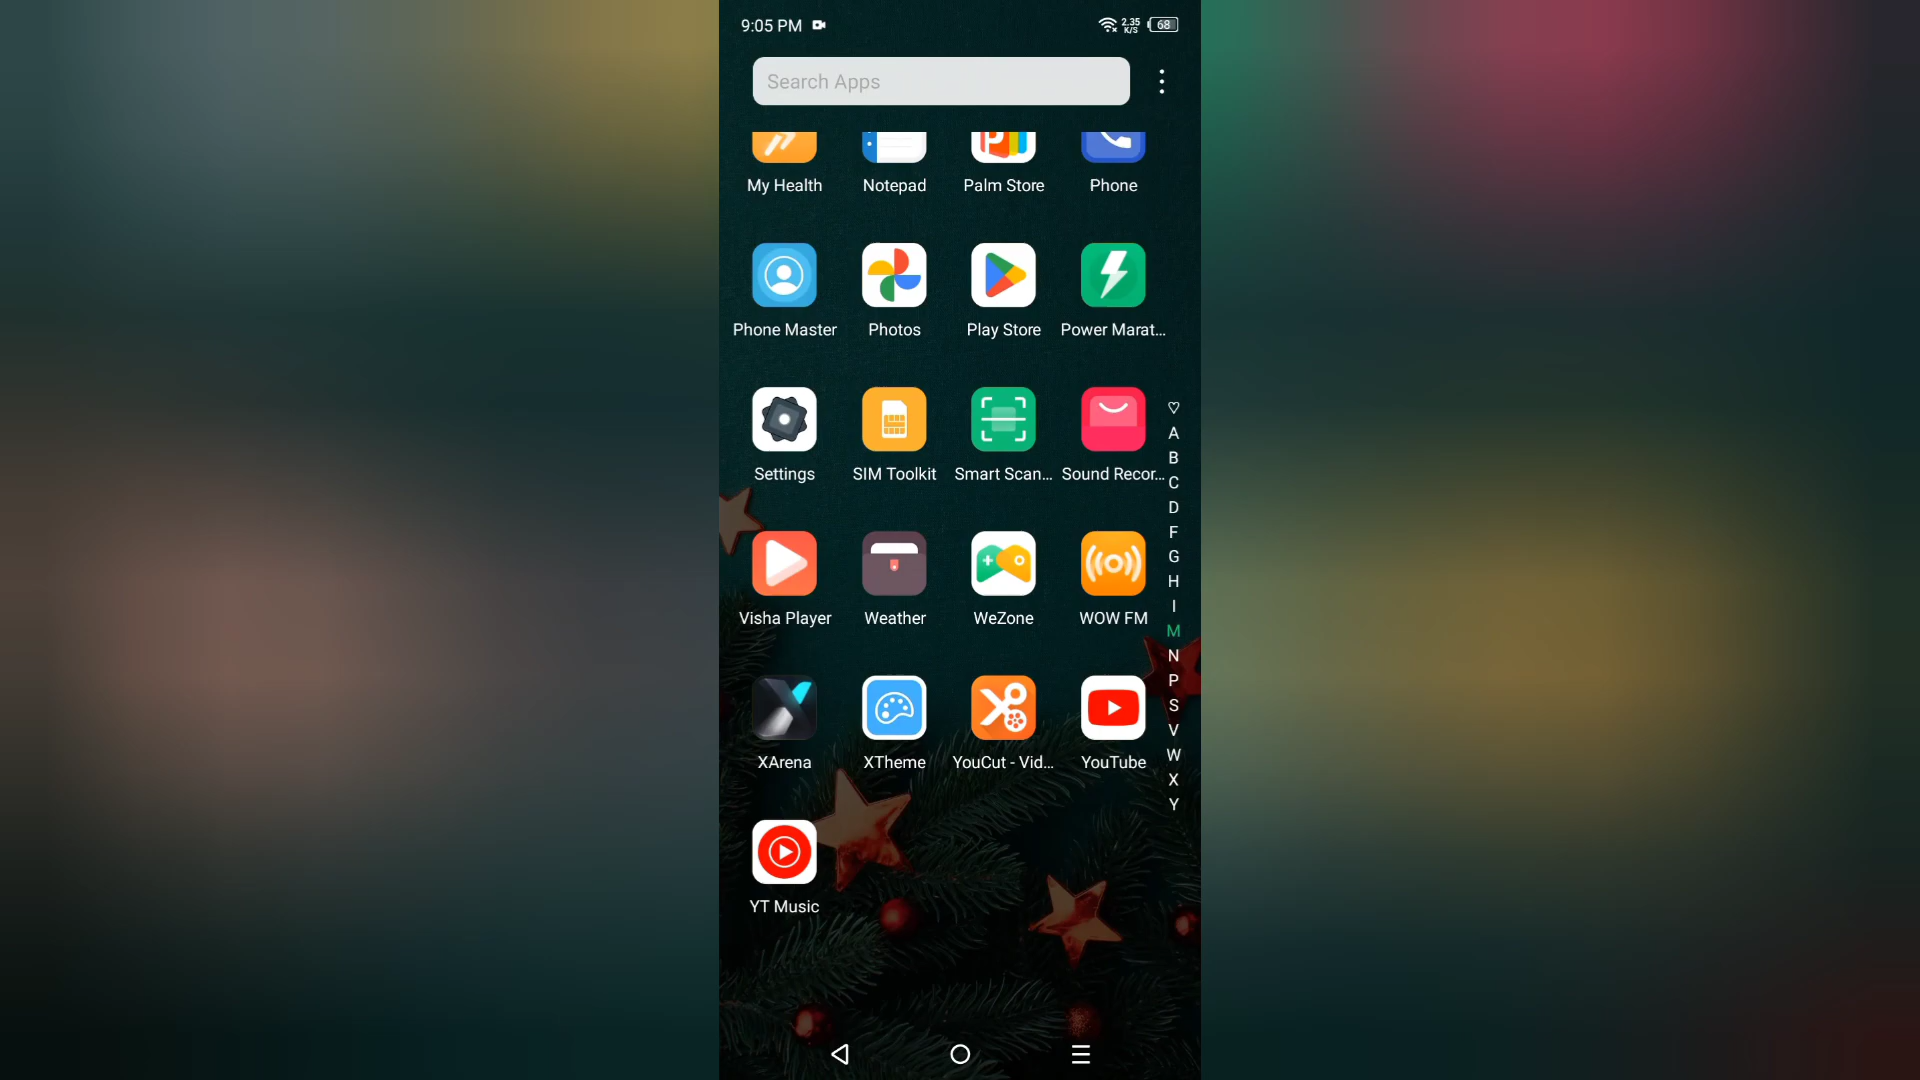 9:05 PM 2.35 K/S 68
Search Apps
My Health Notepad Palm Store Phone
Phone Master Photos Play Store Power Marat...
Settings SIM Toolkit Smart Scan... Sound Recor...
Visha Player Weather WeZone WOW FM
XArena XTheme YouCut - Vid... YouTube
YT Music
A
B
C
D
F
G
H
I
M
N
P
S
V
W
X
Y